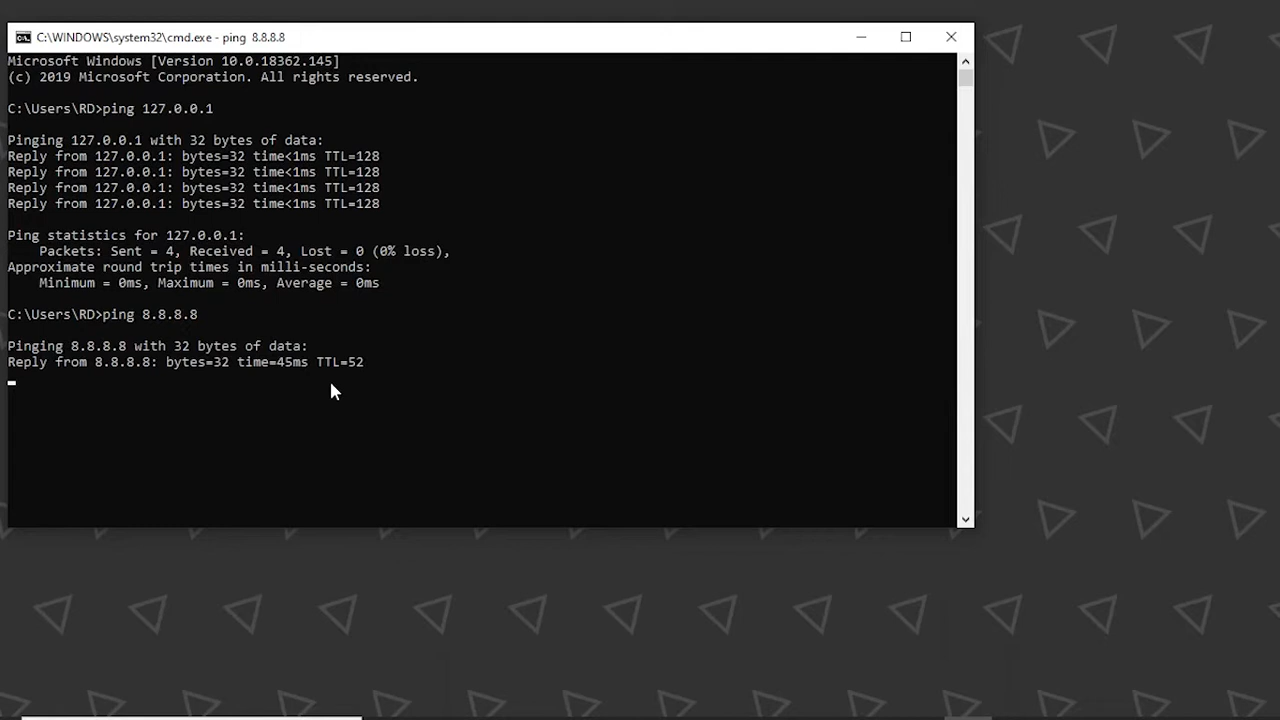 C:\WINDOWS\system32\cmd.exe - ping 8.8.8.8
Microsoft Windows [Version 10.0.18362.145]
(c) 2019 Microsoft Corporation. All rights reserved.
C:\Users\RD>ping 127.0.0.1
Pinging 127.0.0.1 with 32 bytes of data:
Reply from 127.0.0.1: bytes=32 time<1ms TTL=128
Reply from 127.0.0.1: bytes=32 time<1ms TTL=128
Reply from 127.0.0.1: bytes=32 time<1ms TTL=128
Reply from 127.0.0.1: bytes=32 time<1ms TTL=128
Ping statistics for 127.0.0.1:
    Packets: Sent = 4, Received = 4, Lost = 0 (0% loss),
Approximate round trip times in milli-seconds:
    Minimum = 0ms, Maximum = 0ms, Average = 0ms
C:\Users\RD>ping 8.8.8.8
Pinging 8.8.8.8 with 32 bytes of data:
Reply from 8.8.8.8: bytes=32 time=45ms TTL=52